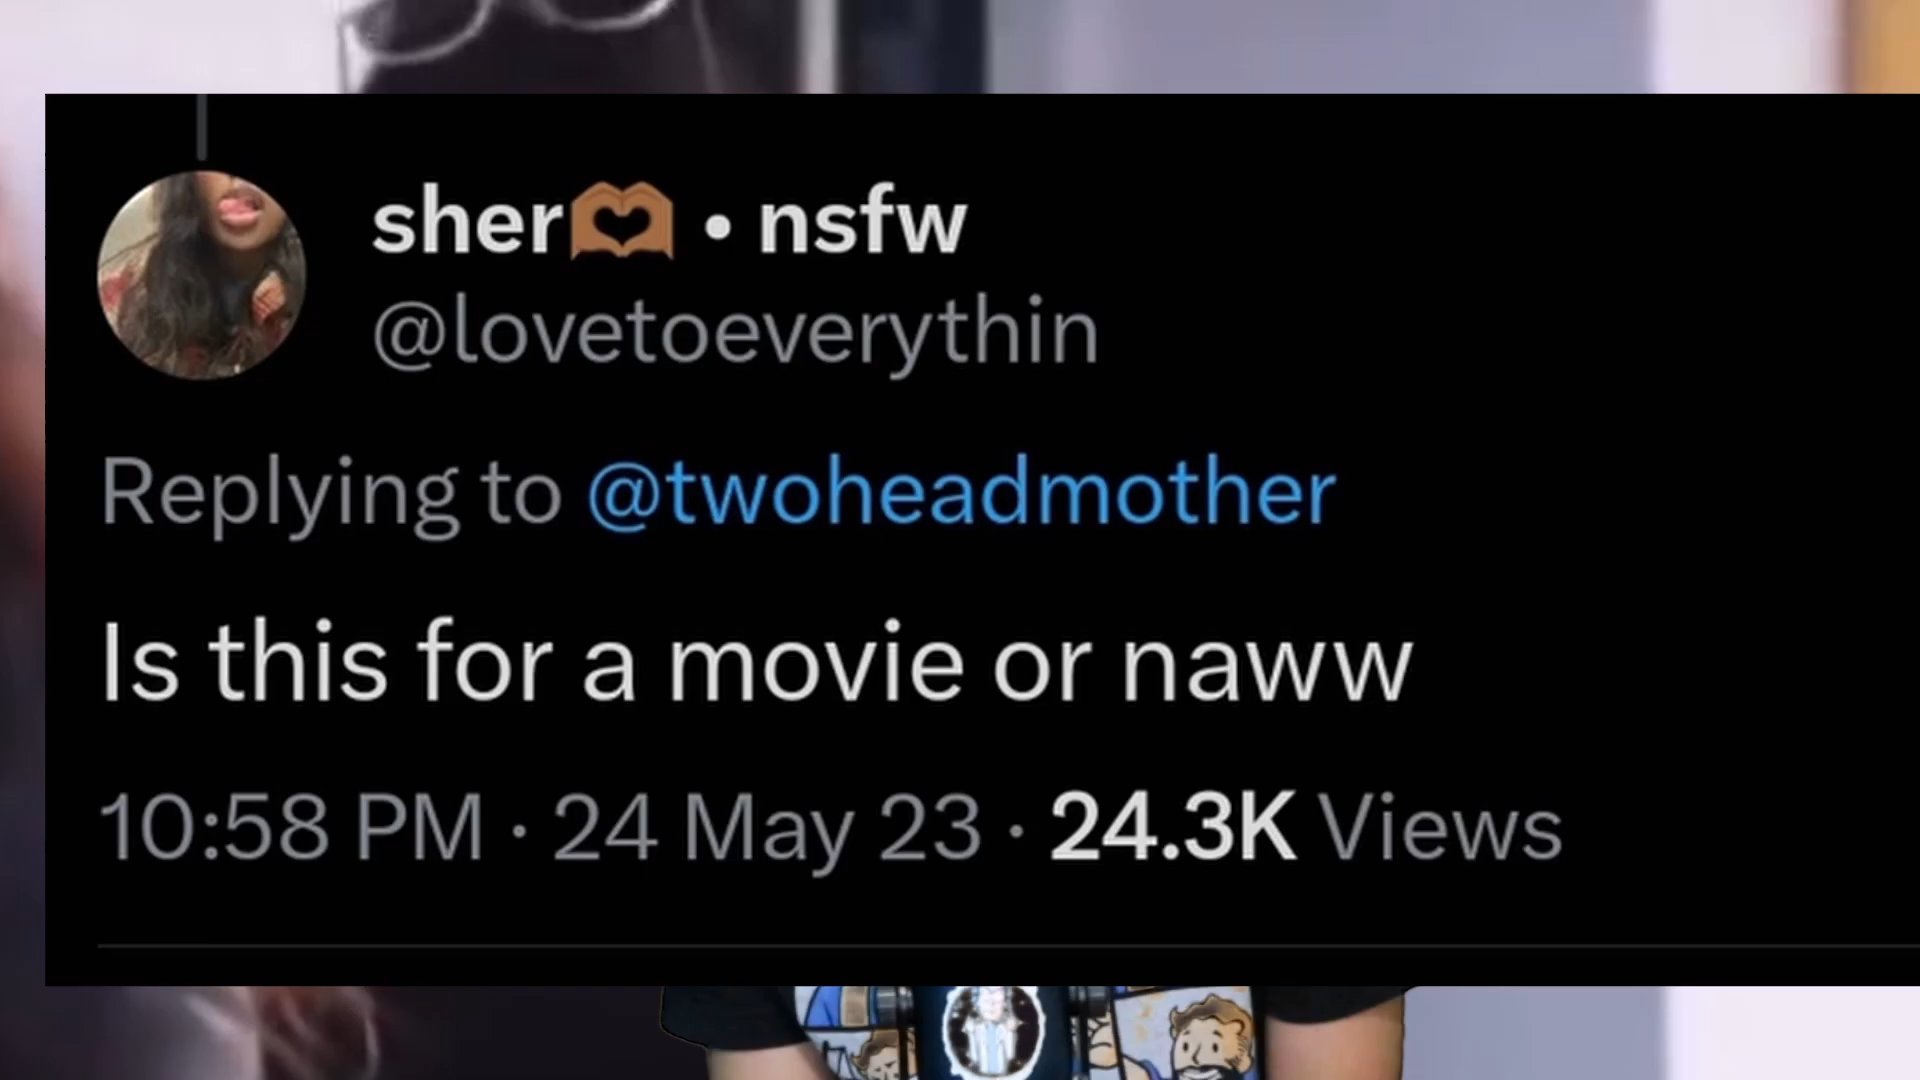 sher🫶🏾 • nsfw
@lovetoeverythin
Replying to @twoheadmother
Is this for a movie or naww
10:58 PM · 24 May 23 · 24.3K Views